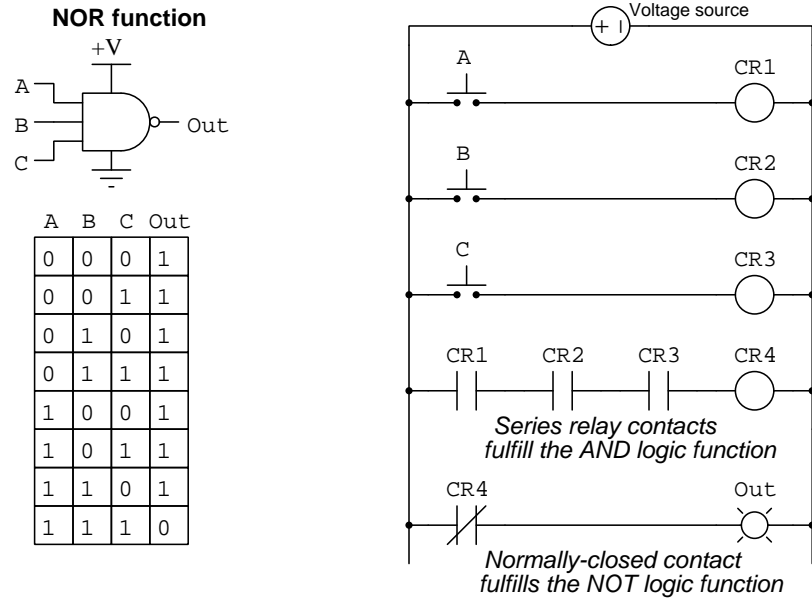 NOR function
+V
A
B
C
Out
A B C Out
0 0 0 1
0 0 1 1
0 1 0 1
0 1 1 1
1 0 0 1
1 0 1 1
1 1 0 1
1 1 1 0
Voltage source
+ -
A
CR1
B
CR2
C
CR3
CR1 CR2 CR3 CR4
Series relay contacts
fulfill the AND logic function
CR4 Out
Normally-closed contact
fulfills the NOT logic function